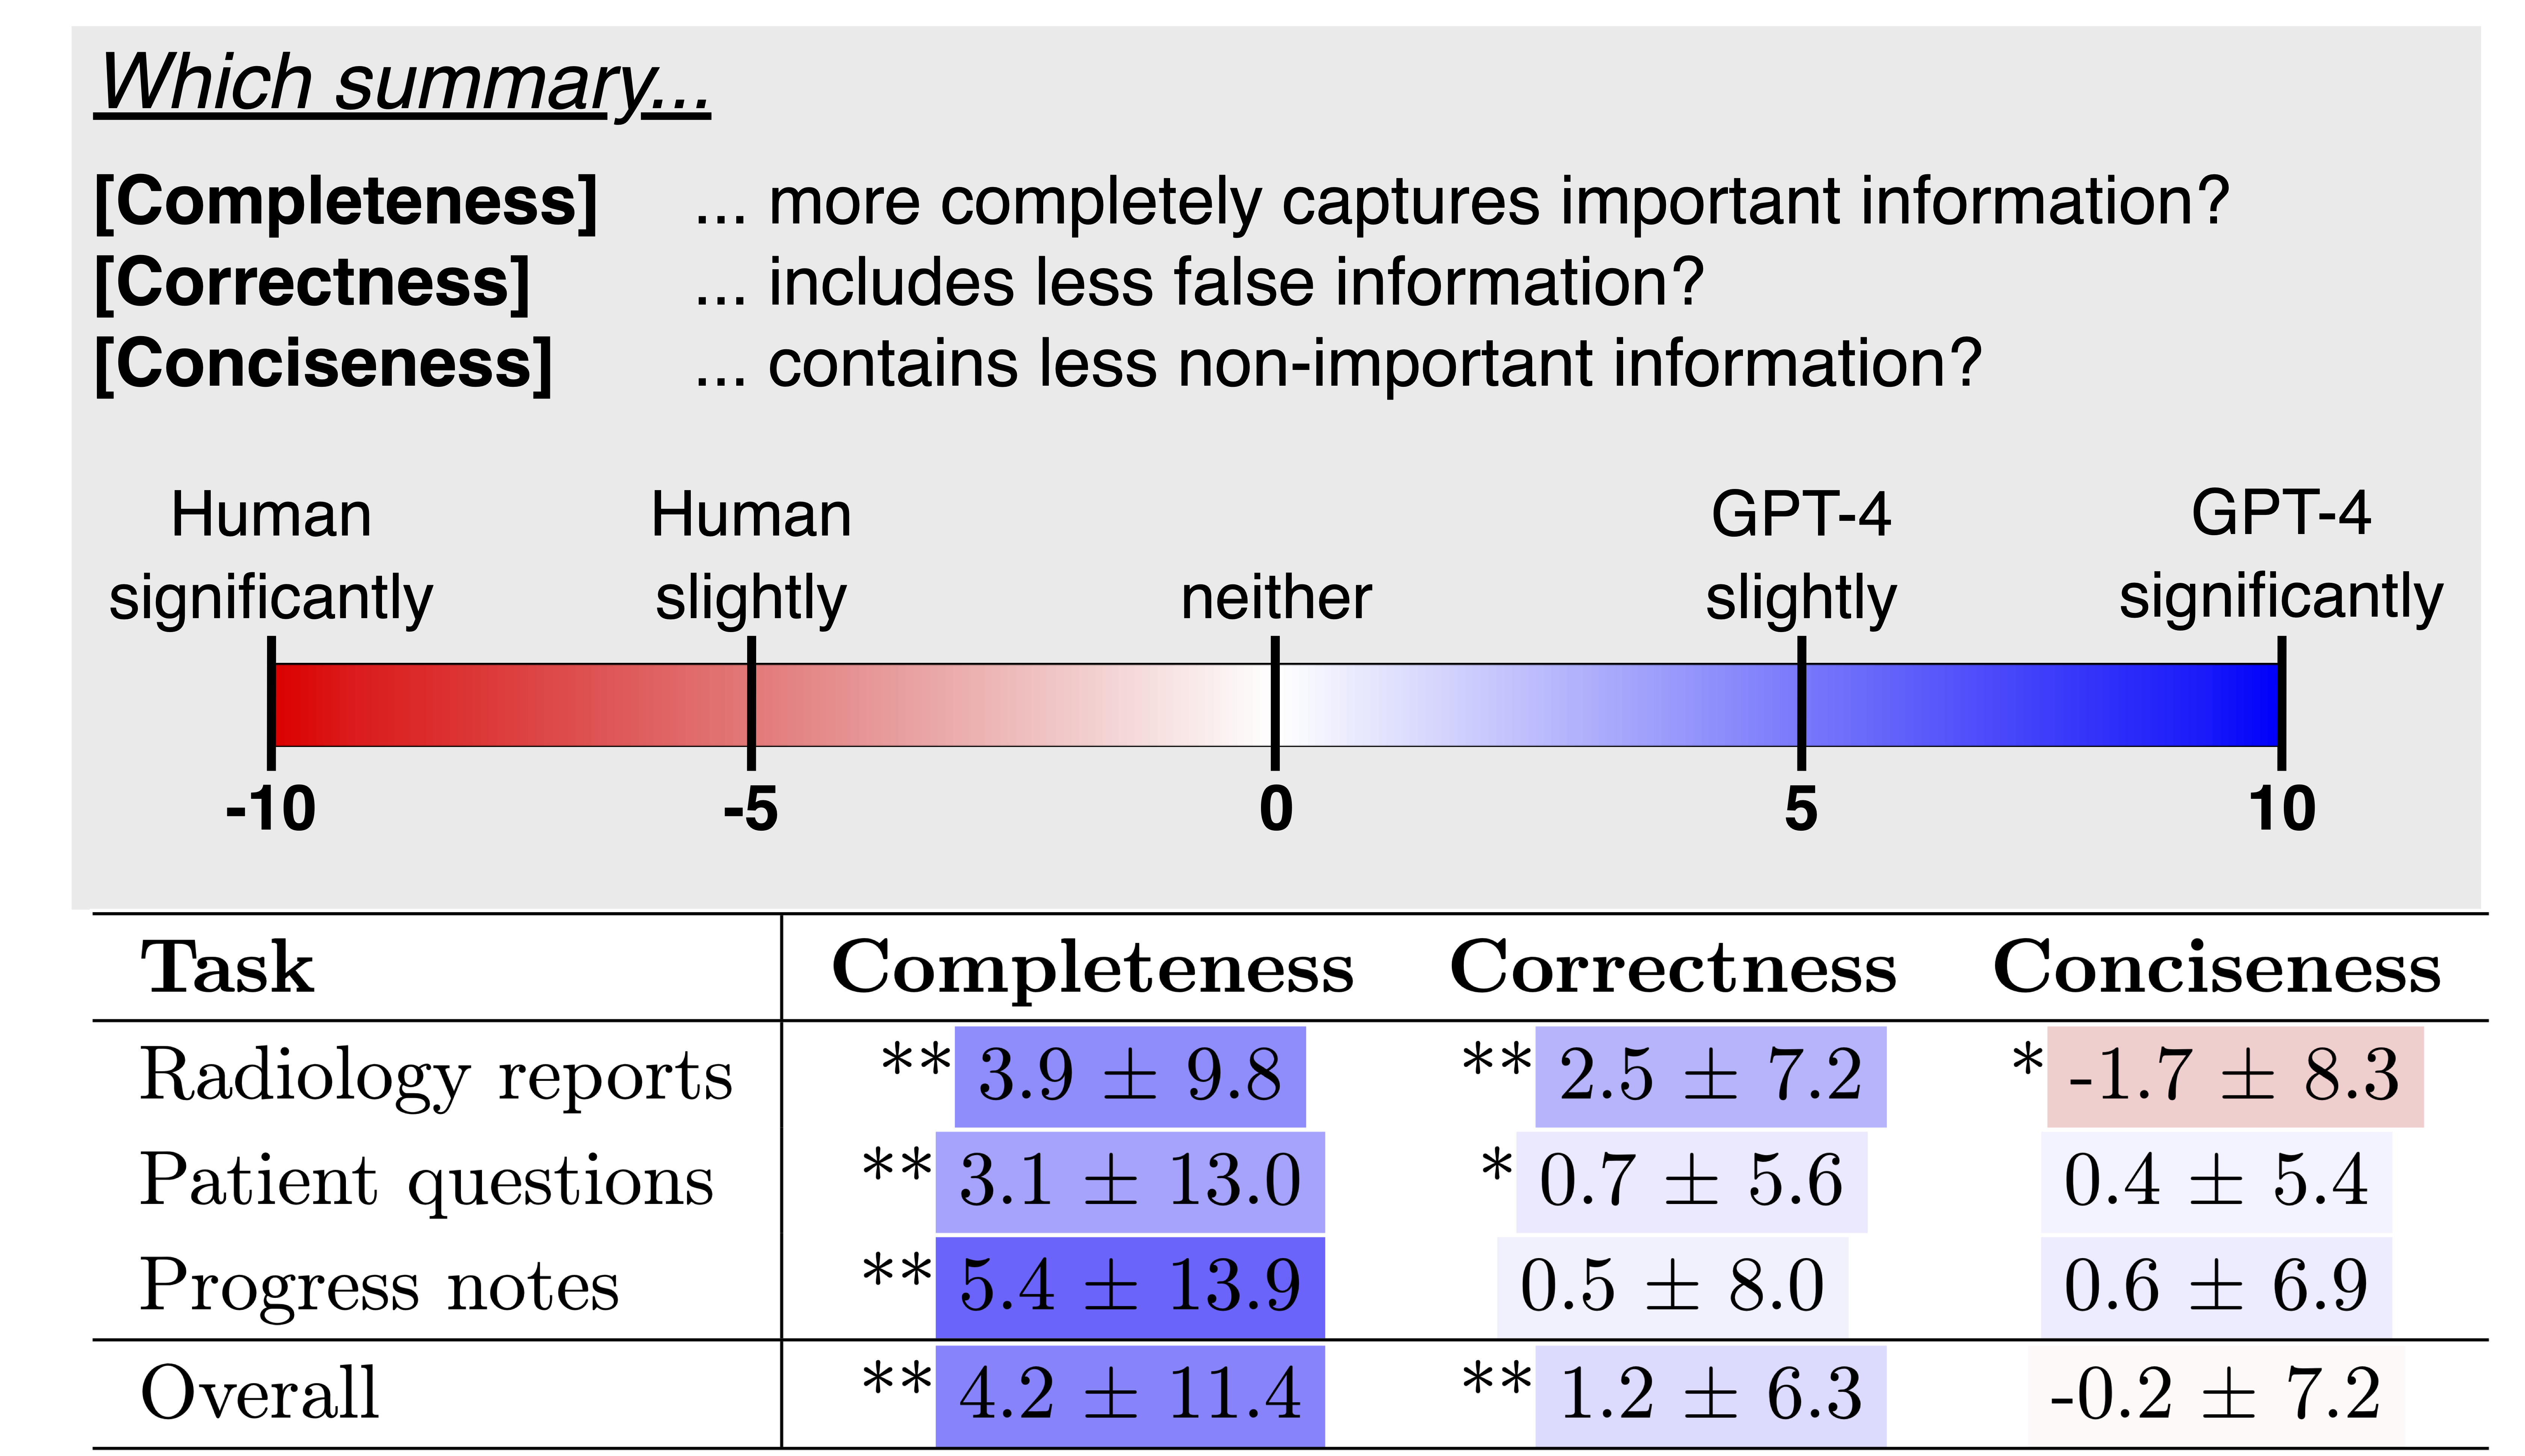 Which summary...
[Completeness] ... more completely captures important information?
[Correctness] ... includes less false information?
[Conciseness] ... contains less non-important information?
Human Human GPT-4 GPT-4
significantly slightly neither slightly significantly
-10 -5 0 5 10
Task Completeness Correctness Conciseness
Radiology reports ** 3.9 ± 9.8 ** 2.5 ± 7.2 * -1.7 ± 8.3
Patient questions ** 3.1 ± 13.0 * 0.7 ± 5.6 0.4 ± 5.4
Progress notes ** 5.4 ± 13.9 0.5 ± 8.0 0.6 ± 6.9
Overall ** 4.2 ± 11.4 ** 1.2 ± 6.3 -0.2 ± 7.2